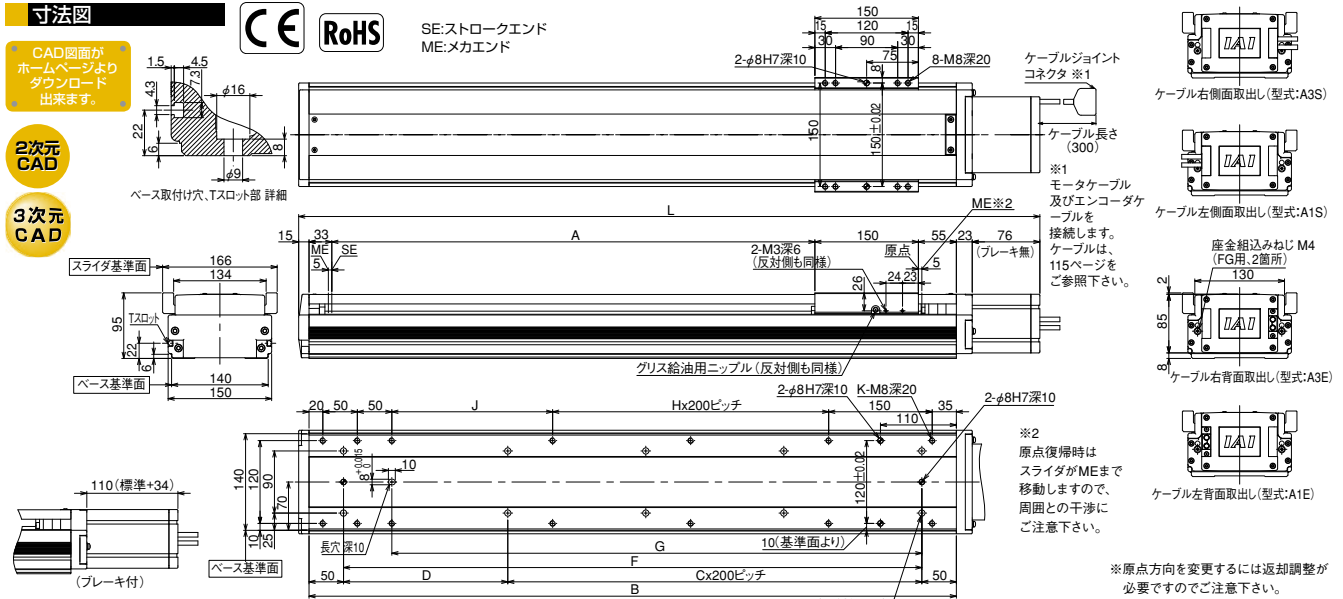 寸法図
CAD図面が
ホームページより
ダウンロード
出来ます。
2次元
CAD
3次元
CAD
CE
RoHS
SE:ストロークエンド
ME:メカエンド
1.5
4.5
7.3
4.3
22
6
φ16
φ9
8
ベース取付け穴、Tスロット部 詳細
150
15
120
15
30
90
30
75
8
2-φ8H7深10
8-M8深20
150
150±0.02
ケーブルジョイント
コネクタ ※1
ケーブル長さ
(300)
※1
モータケーブル
及びエンコーダケ
ーブルを
接続します。
ケーブルは、
115ページを
ご参照下さい。
L
ME※2
15
33
A
150
55
23
76
(ブレーキ無)
ME
SE
5
2-M3深6
(反対側も同様)
原点
5
24
23
26
グリス給油用ニップル(反対側も同様)
スライダ基準面
166
134
95
Tスロット
22
6
ベース基準面
140
150
2-φ8H7深10
K-M8深20
2-φ8H7深10
20
50
50
J
Hx200ピッチ
150
35
110
140
120
90
70
10
25
8+0.015 0
10
120±0.02
長穴 深10
10(基準面より)
ベース基準面
G
F
50
D
Cx200ピッチ
50
B
110(標準+34)
(ブレーキ付)
※2
原点復帰時は
スライダがMEまで
移動しますので、
周囲との干渉に
ご注意下さい。
IAI
ケーブル右側面取出し(型式:A3S)
IAI
ケーブル左側面取出し(型式:A1S)
座金組込みねじ M4
(FG用、2箇所)
130
2
85
8
IAI
ケーブル右背面取出し(型式:A3E)
IAI
ケーブル左背面取出し(型式:A1E)
※原点方向を変更するには返却調整が
必要ですのでご注意下さい。